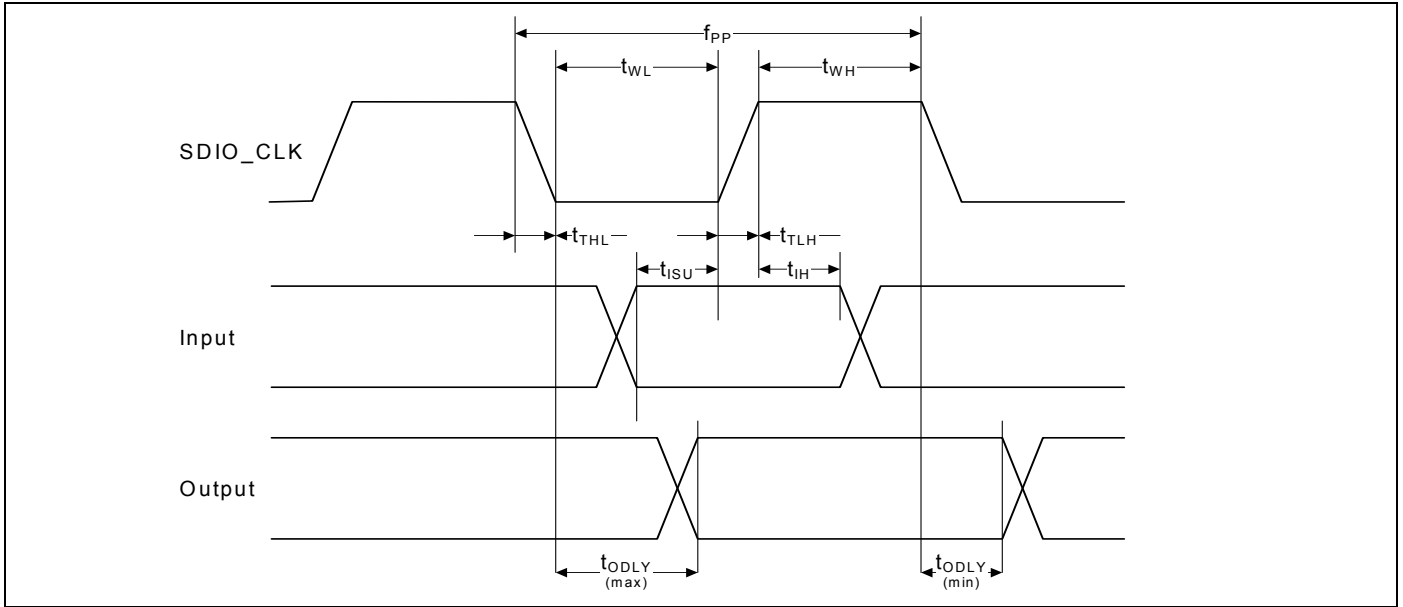 fPP
tWL
tWH
SDIO_CLK
tTHL
tTLH
tISU
tIH
Input
Output
tODLY
(max)
tODLY
(min)